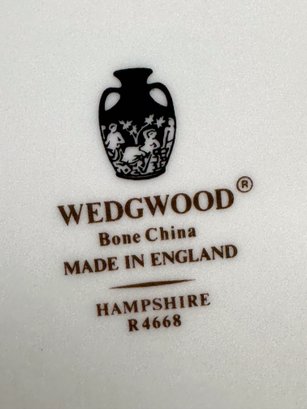 WEDGWOOD®
Bone China
MADE IN ENGLAND
HAMPSHIRE
R4668